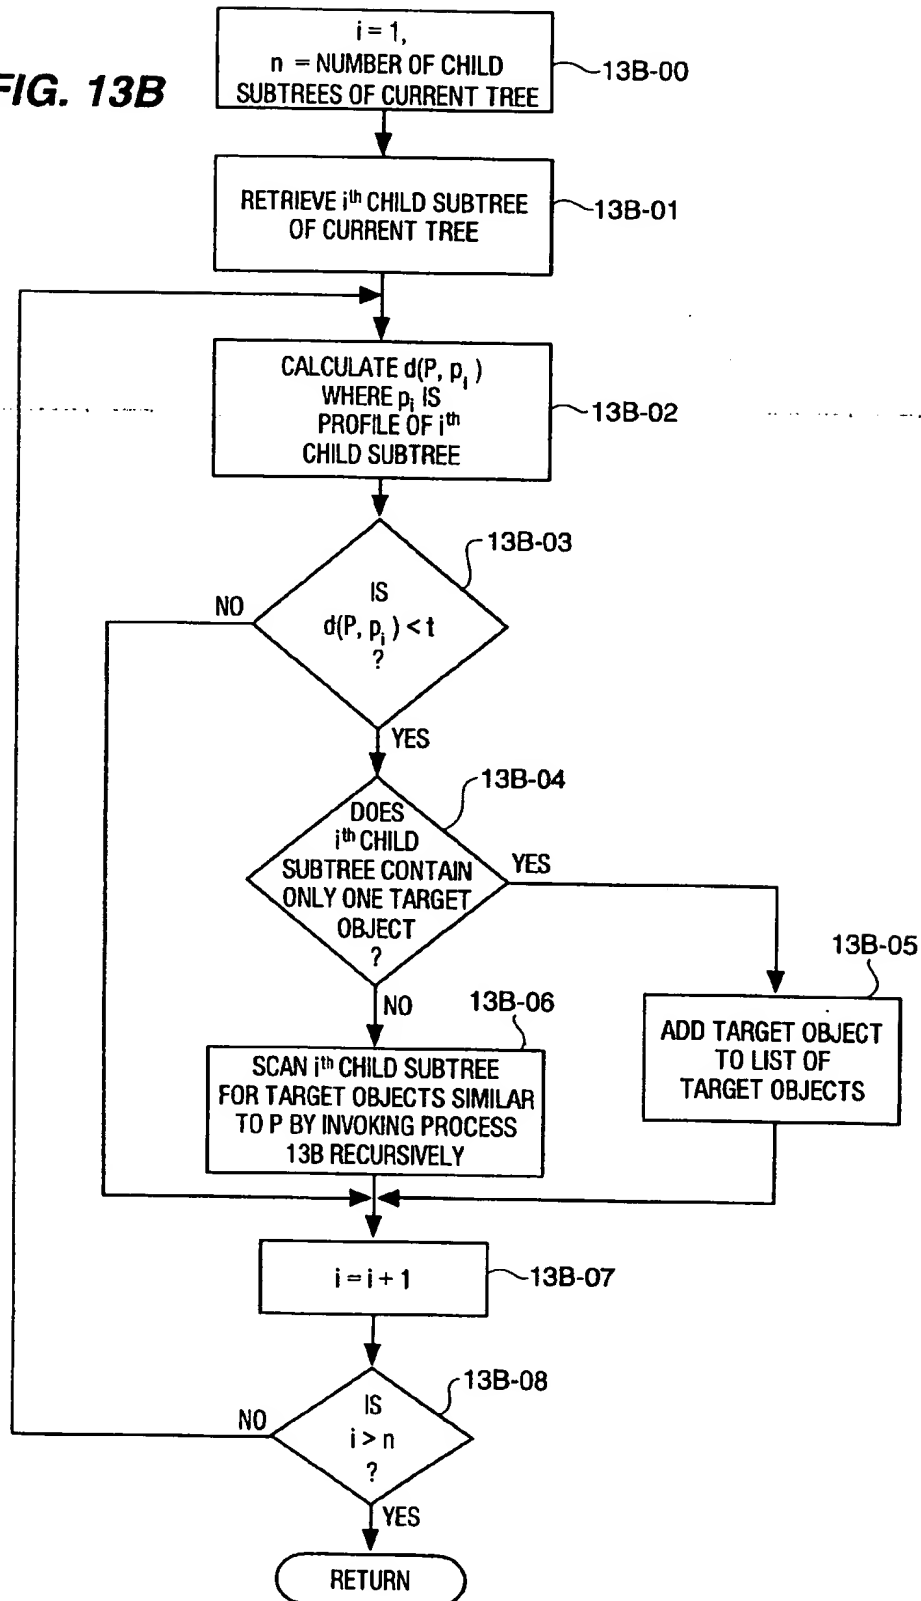 FIG. 13B
i = 1,
n = NUMBER OF CHILD
SUBTREES OF CURRENT TREE
13B-00
RETRIEVE ith CHILD SUBTREE
OF CURRENT TREE
13B-01
CALCULATE d(P, pi)
WHERE pi IS
PROFILE OF ith
CHILD SUBTREE
13B-02
13B-03
IS
d(P, pi) < t
?
NO
YES
13B-04
DOES
ith CHILD
SUBTREE CONTAIN
ONLY ONE TARGET
OBJECT
?
YES
NO
13B-05
ADD TARGET OBJECT
TO LIST OF
TARGET OBJECTS
13B-06
SCAN ith CHILD SUBTREE
FOR TARGET OBJECTS SIMILAR
TO P BY INVOKING PROCESS
13B RECURSIVELY
i = i + 1
13B-07
13B-08
IS
i > n
?
NO
YES
RETURN